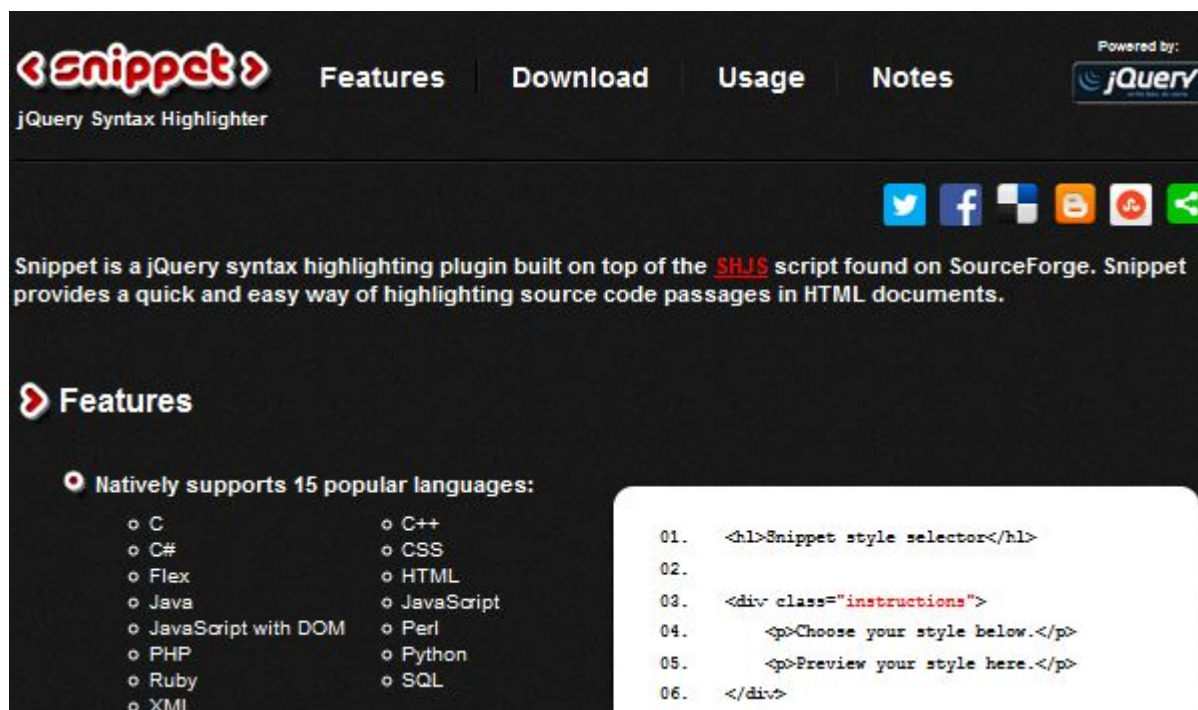 <snippet>
jQuery Syntax Highlighter
Features
Download
Usage
Notes
Powered by:
jQuery
Snippet is a jQuery syntax highlighting plugin built on top of the SHJS script found on SourceForge. Snippet
provides a quick and easy way of highlighting source code passages in HTML documents.
Features
Natively supports 15 popular languages:
C
C#
Flex
Java
JavaScript with DOM
PHP
Ruby
XML
C++
CSS
HTML
JavaScript
Perl
Python
SQL
01. <h1>Snippet style selector</h1>
02.
03. <div class="instructions">
04. <p>Choose your style below.</p>
05. <p>Preview your style here.</p>
06. </div>